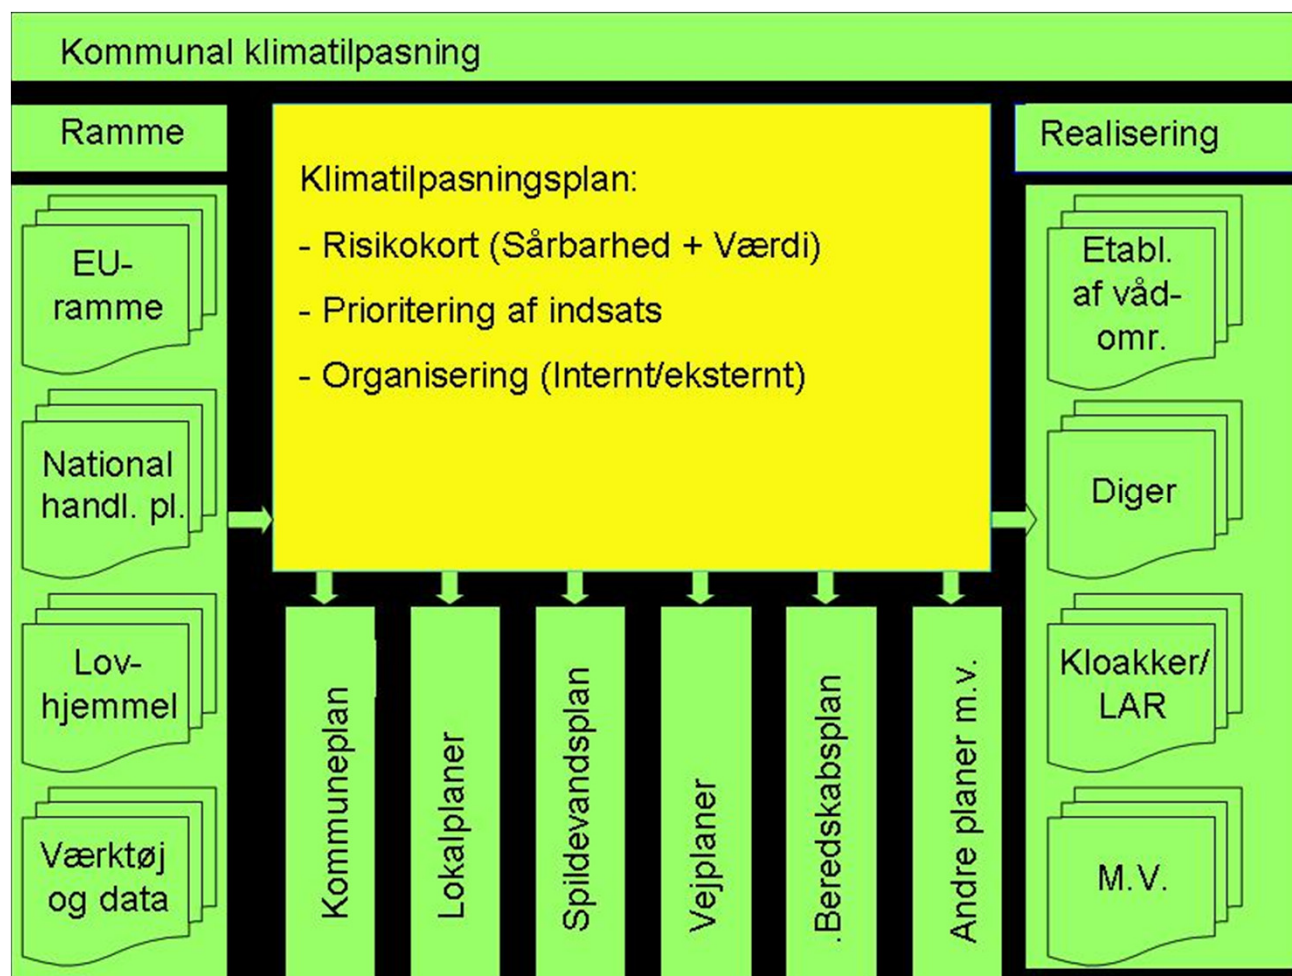 Kommunal klimatilpasning
Ramme
EU-
ramme
National
handl. pl.
Lov-
hjemmel
Værktøj
og data
Klimatilpasningsplan:
- Risikokort (Sårbarhed + Værdi)
- Prioritering af indsats
- Organisering (Internt/eksternt)
Kommuneplan
Lokalplaner
Spildevandsplan
Vejplaner
.Beredskabsplan
Andre planer m.v.
Realisering
Etabl.
af våd-
omr.
Diger
Kloakker/
LAR
M.V.